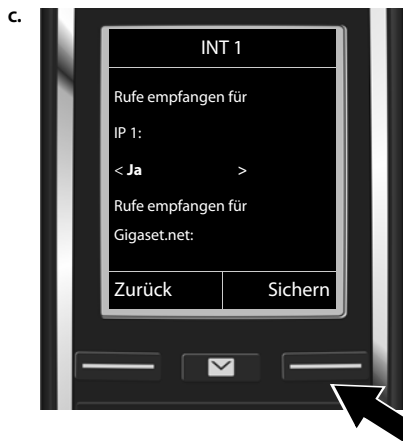 c.
INT 1
Rufe empfangen für
IP 1:
< Ja >
Rufe empfangen für
Gigaset.net:
Zurück Sichern